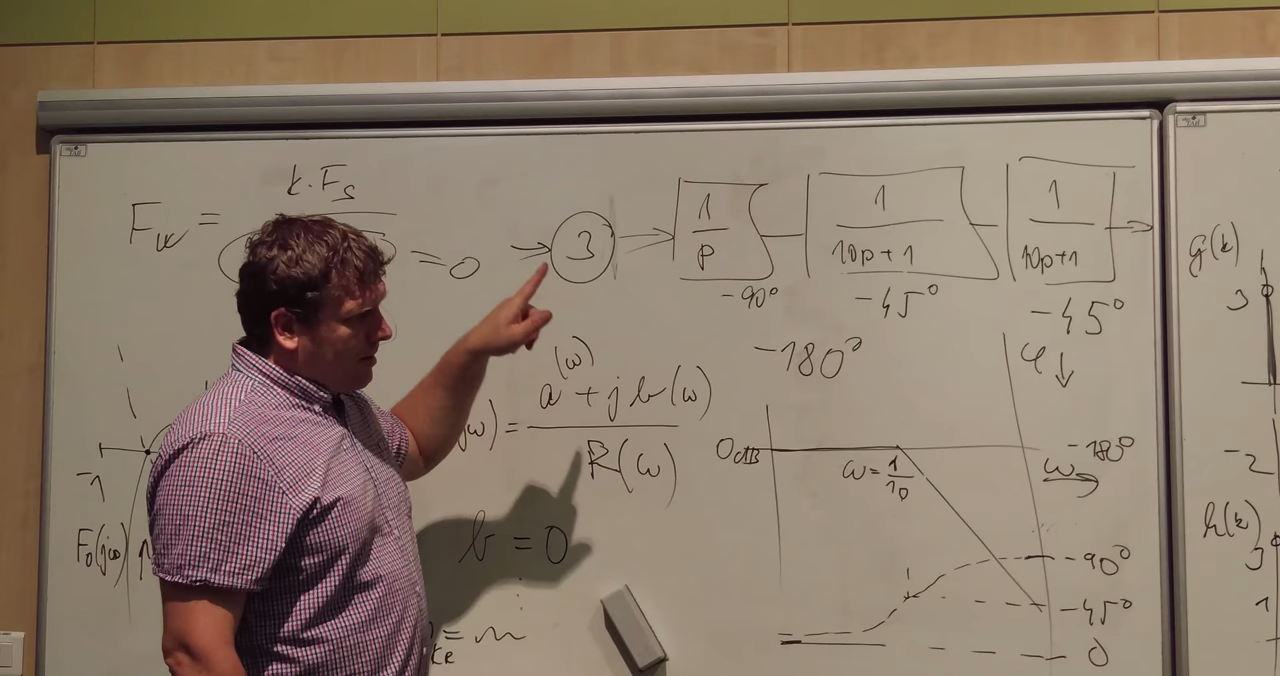 F_W = k.F_S = 0
→ 3 → 1/p 1/(10p+1) 1/(10p+1) →
-90° -45° -45°
-180°
φ ↓
jω) = (a(ω) + j b(ω))/R(ω)
-1
F_0(jω)
b = 0
= m
0dB
ω = 1/10
-180°
ω →
-90°
-45°
0
g(k)
3
-2
h(k)
3
1